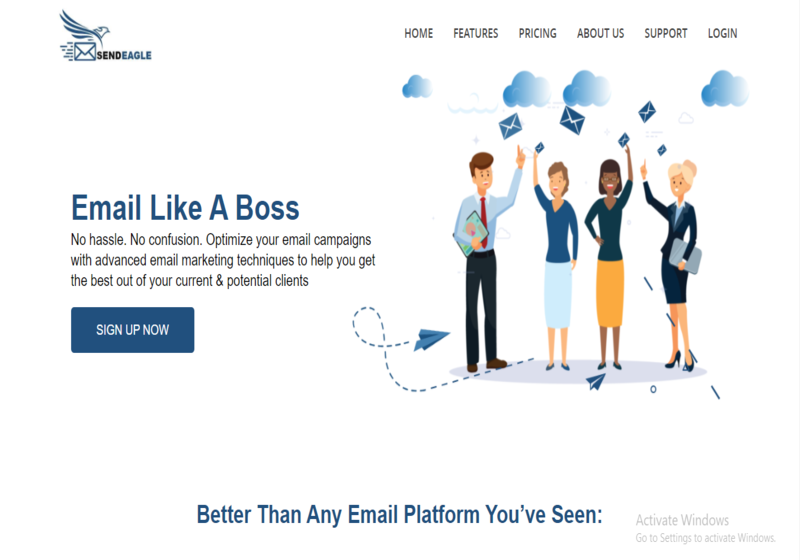 SENDEAGLE
HOME FEATURES PRICING ABOUT US SUPPORT LOGIN
Email Like A Boss
No hassle. No confusion. Optimize your email campaigns
with advanced email marketing techniques to help you get
the best out of your current & potential clients
SIGN UP NOW
Better Than Any Email Platform You’ve Seen:
Activate Windows
Go to Settings to activate Windows.